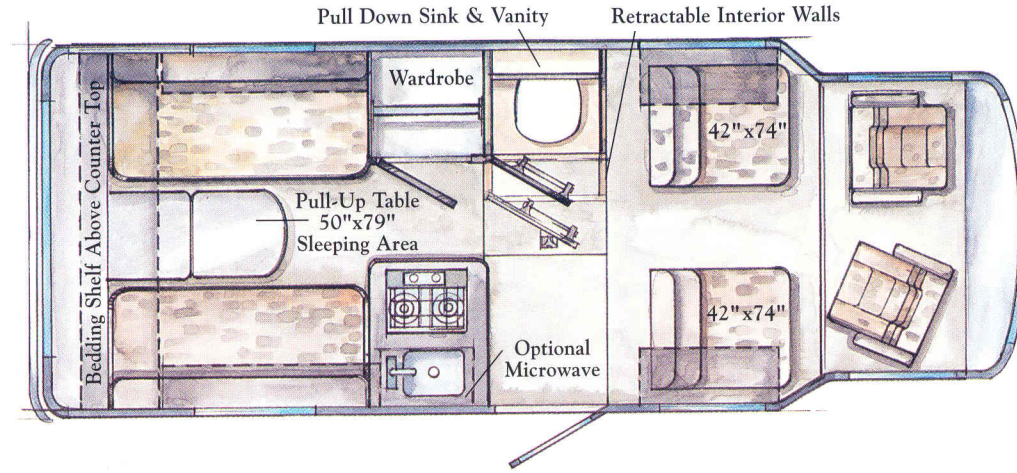 Pull Down Sink & Vanity
Retractable Interior Walls
Wardrobe
42"x74"
Bedding Shelf Above Counter Top
Pull-Up Table
50"x79"
Sleeping Area
42"x74"
Optional
Microwave